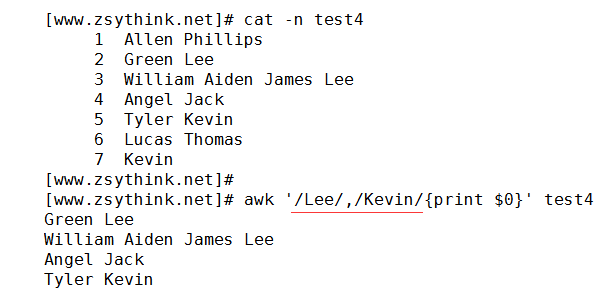 [www.zsythink.net]# cat -n test4
     1  Allen Phillips
     2  Green Lee
     3  William Aiden James Lee
     4  Angel Jack
     5  Tyler Kevin
     6  Lucas Thomas
     7  Kevin
[www.zsythink.net]#
[www.zsythink.net]# awk '/Lee/,/Kevin/{print $0}' test4
Green Lee
William Aiden James Lee
Angel Jack
Tyler Kevin